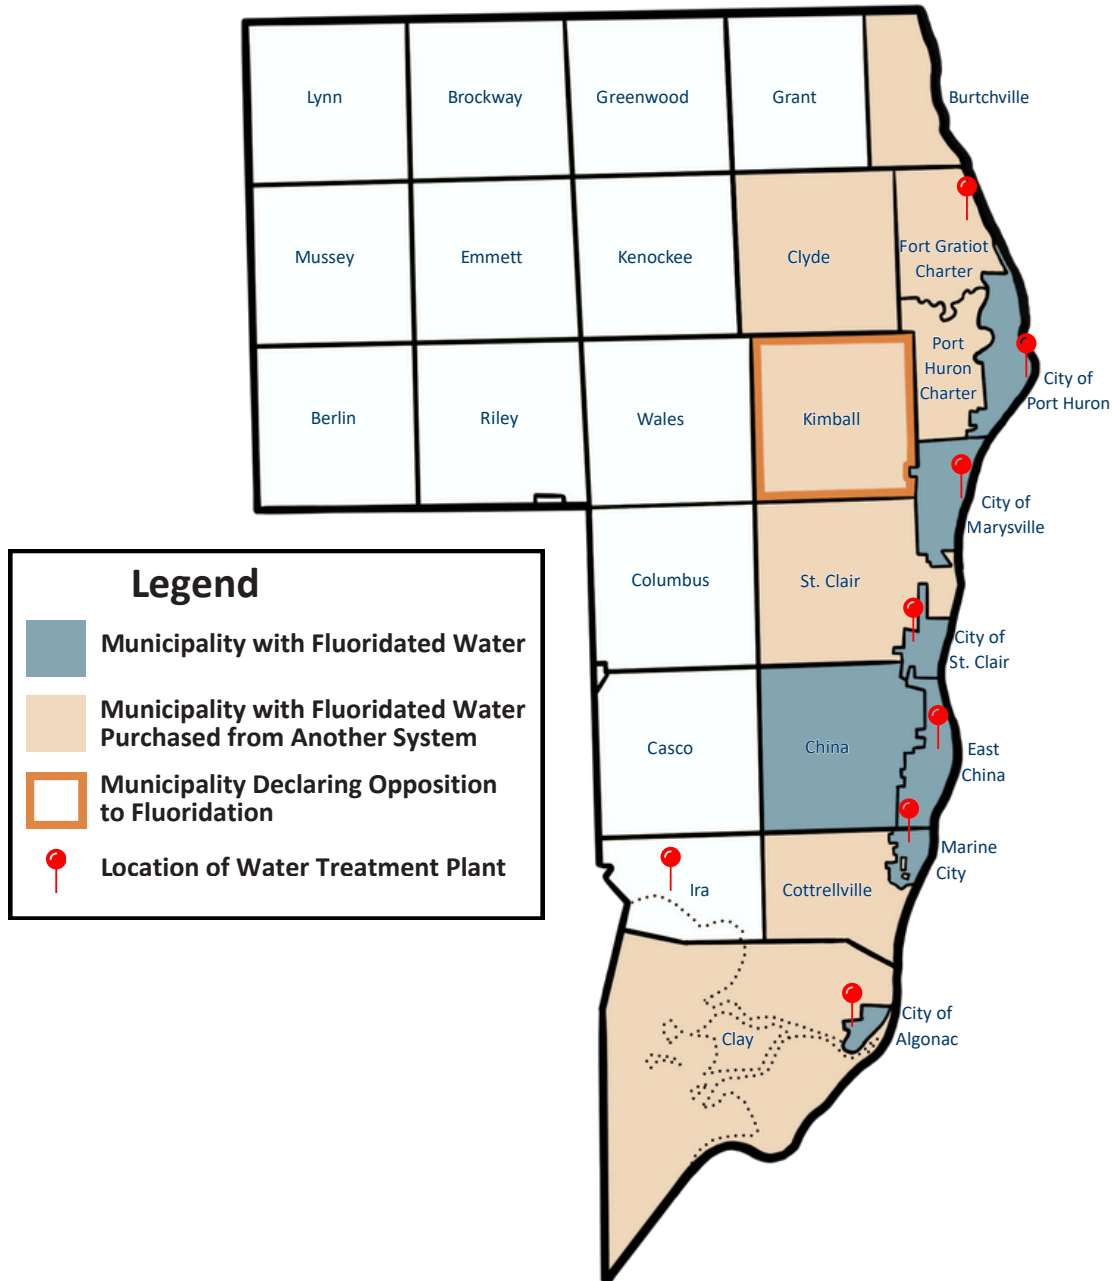 Lynn
Brockway
Greenwood
Grant
Burtchville
Mussey
Emmett
Kenockee
Clyde
Fort Gratiot
Charter
Port
Huron
Charter
City of
Port Huron
Berlin
Riley
Wales
Kimball
City of
Marysville
Columbus
St. Clair
City of
St. Clair
Casco
China
East
China
Marine
City
Ira
Cottrellville
Clay
City of
Algonac
Legend
Municipality with Fluoridated Water
Municipality with Fluoridated Water
Purchased from Another System
Municipality Declaring Opposition
to Fluoridation
Location of Water Treatment Plant